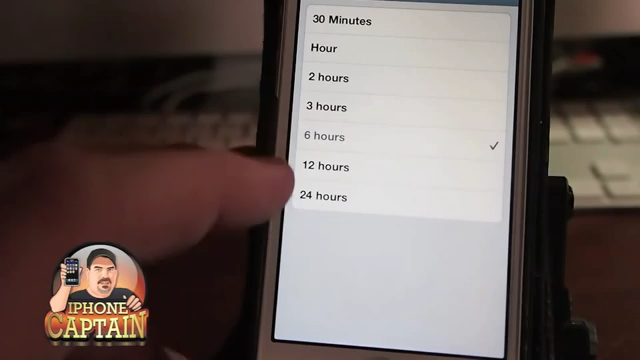 30 Minutes
Hour
2 hours
3 hours
6 hours
12 hours
24 hours
IPHONE
CAPTAIN